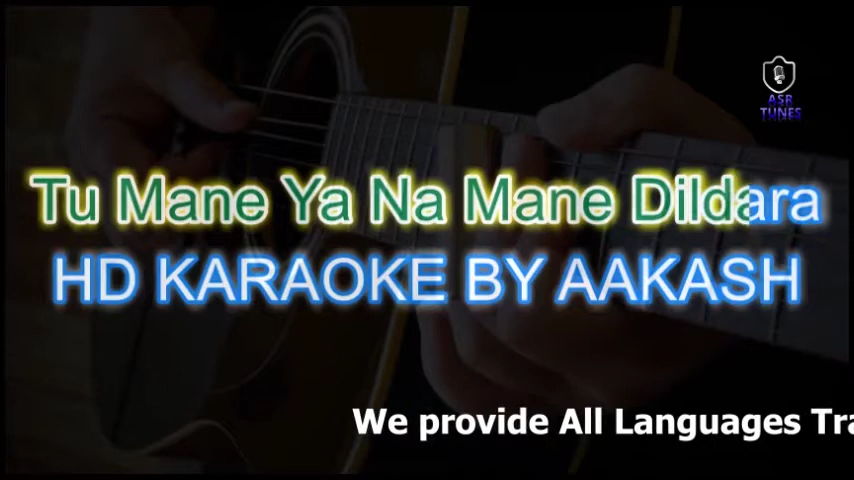 ASR
TUNES
Tu Mane Ya Na Mane Dildara
HD KARAOKE BY AAKASH
We provide All Languages Tra